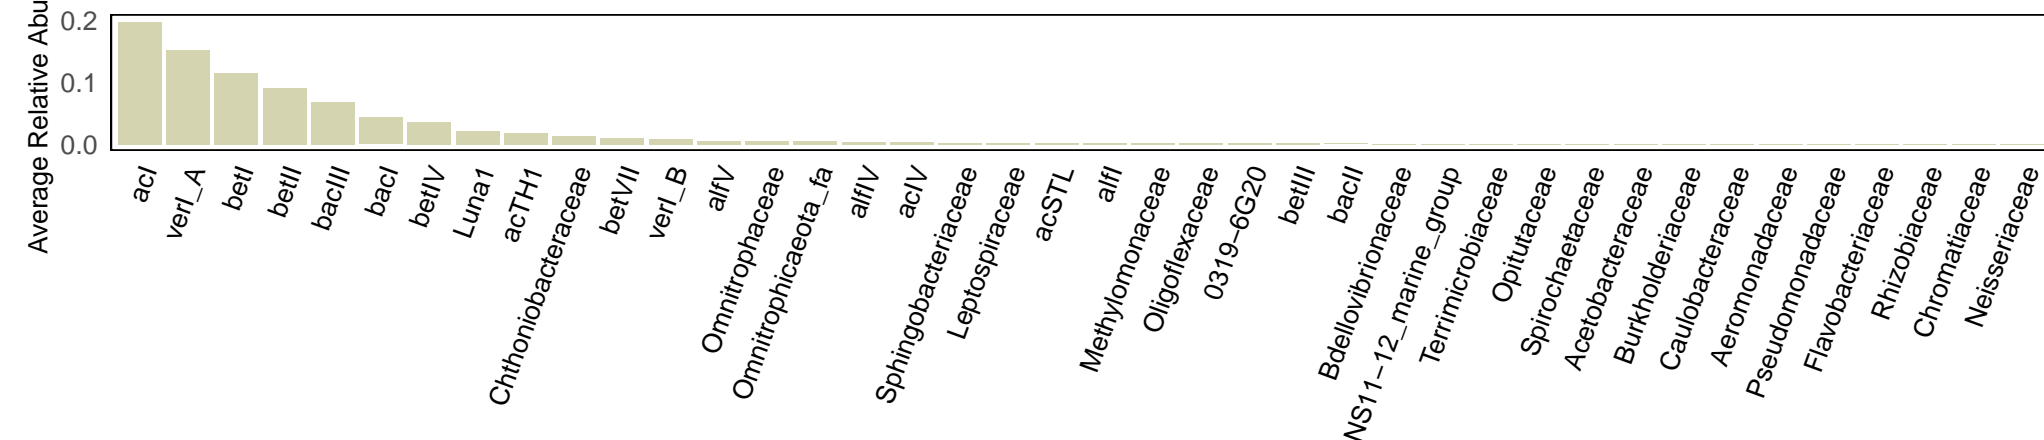 Average Relative Abu
0.2
0.1
0.0
acI
verI_A
betI
betII
bacIII
bacI
betIV
Luna1
acTH1
Chthoniobacteraceae
betVII
verI_B
alfV
Omnitrophaceae
Omnitrophicaeota_fa
alfIV
acIV
Sphingobacteriaceae
Leptospiraceae
acSTL
alfI
Methylomonaceae
Oligoflexaceae
0319−6G20
betIII
bacII
Bdellovibrionaceae
NS11−12_marine_group
Terrimicrobiaceae
Opitutaceae
Spirochaetaceae
Acetobacteraceae
Burkholderiaceae
Caulobacteraceae
Aeromonadaceae
Pseudomonadaceae
Flavobacteriaceae
Rhizobiaceae
Chromatiaceae
Neisseriaceae